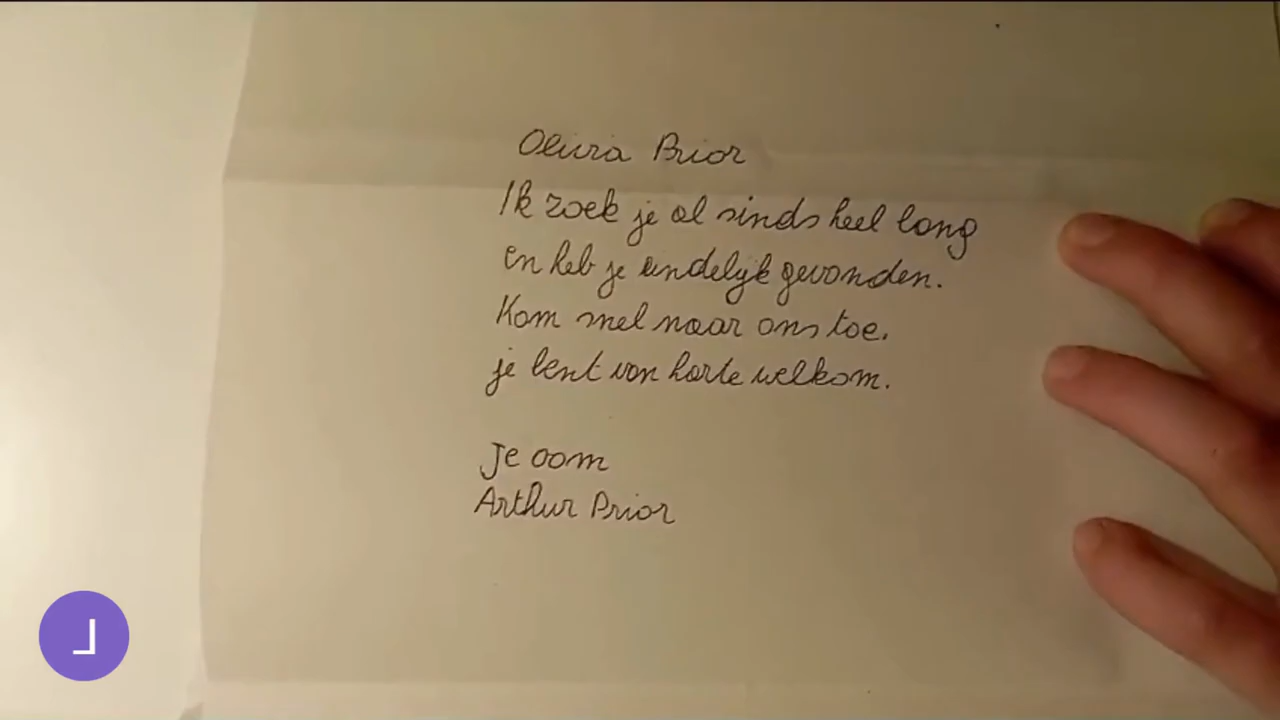 Olivia Prior
Ik zoek je al sinds heel lang
en heb je eindelijk gevonden.
Kom snel naar ons toe.
je bent van harte welkom.
Je oom
Arthur Prior